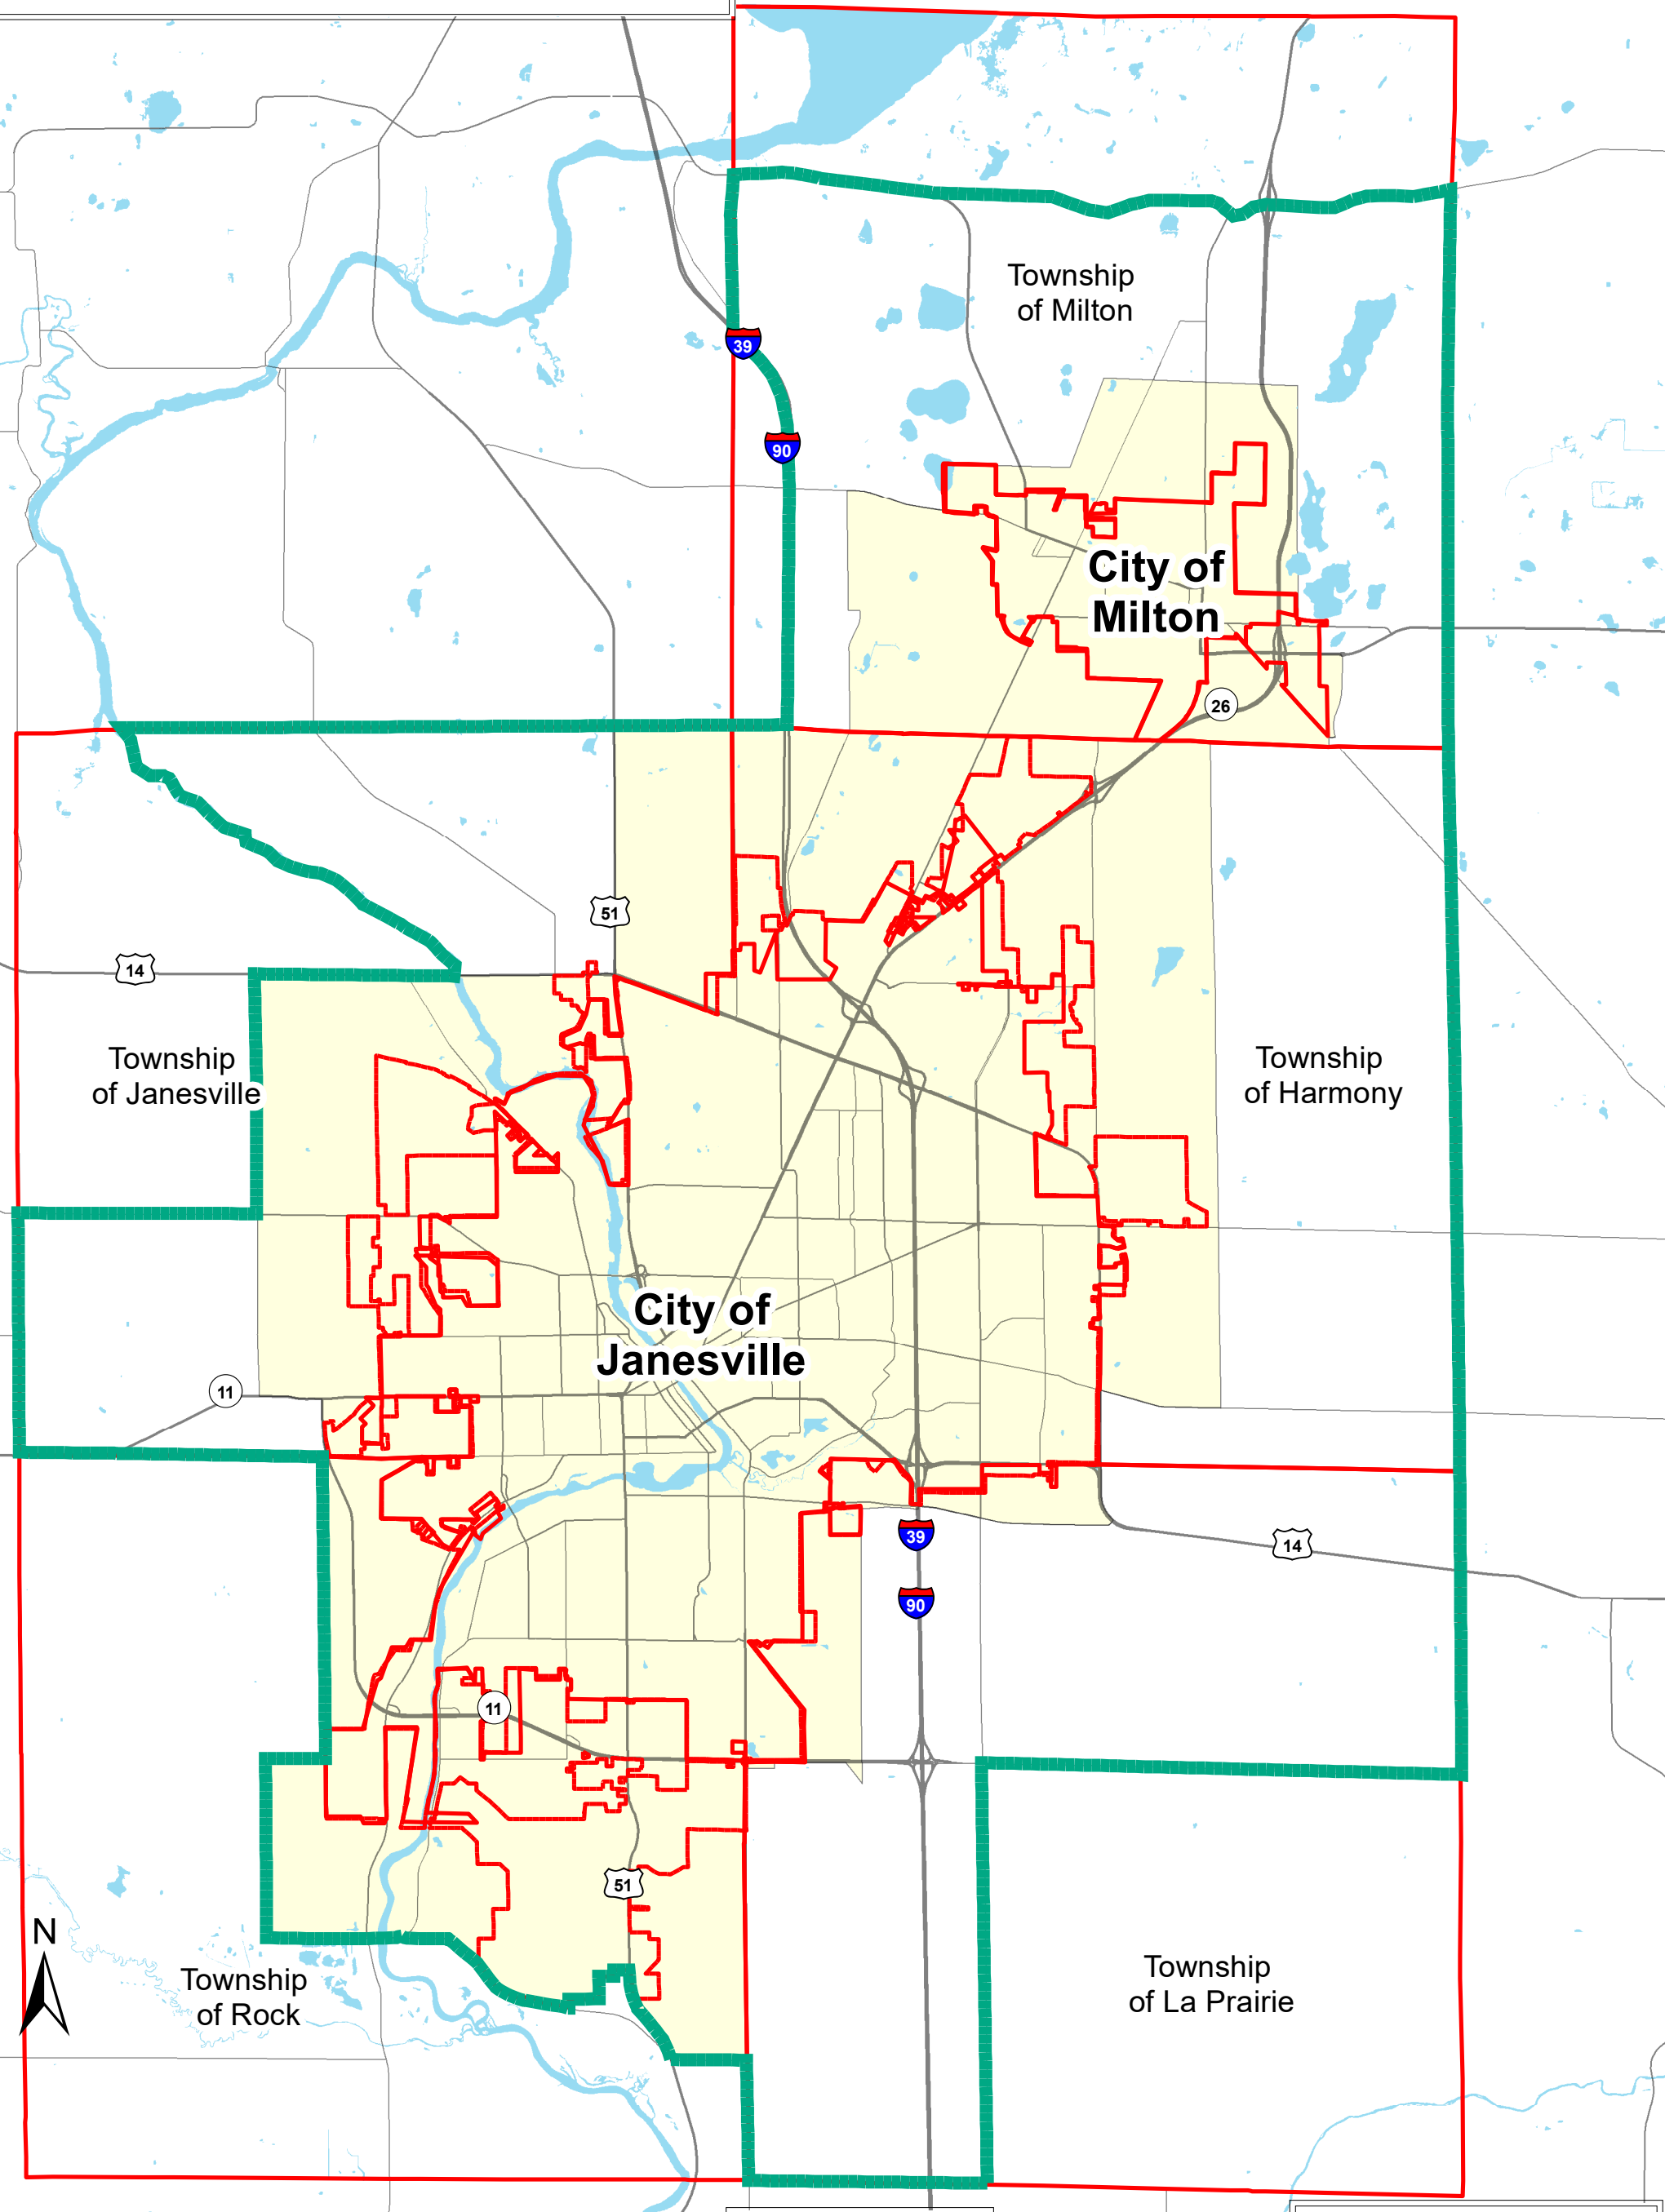 Township
of Milton
39
90
City of
Milton
26
51
14
Township
of Janesville
Township
of Harmony
City of
Janesville
11
39
14
90
11
51
N
Township
of Rock
Township
of La Prairie